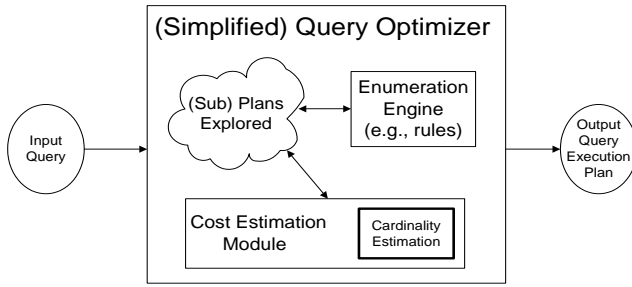 (Simplified) Query Optimizer
Input
Query
(Sub) Plans
Explored
Enumeration
Engine
(e.g., rules)
Cost Estimation
Module
Cardinality
Estimation
Output
Query
Execution
Plan